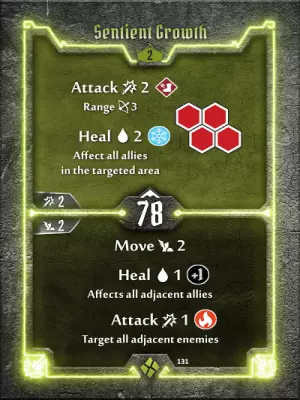 Sentient Growth
2
Attack 2
Range 3
Heal 2
Affect all allies
in the targeted area
2
78
2
Move 2
Heal 1 +1
Affects all adjacent allies
Attack 1
Target all adjacent enemies
131